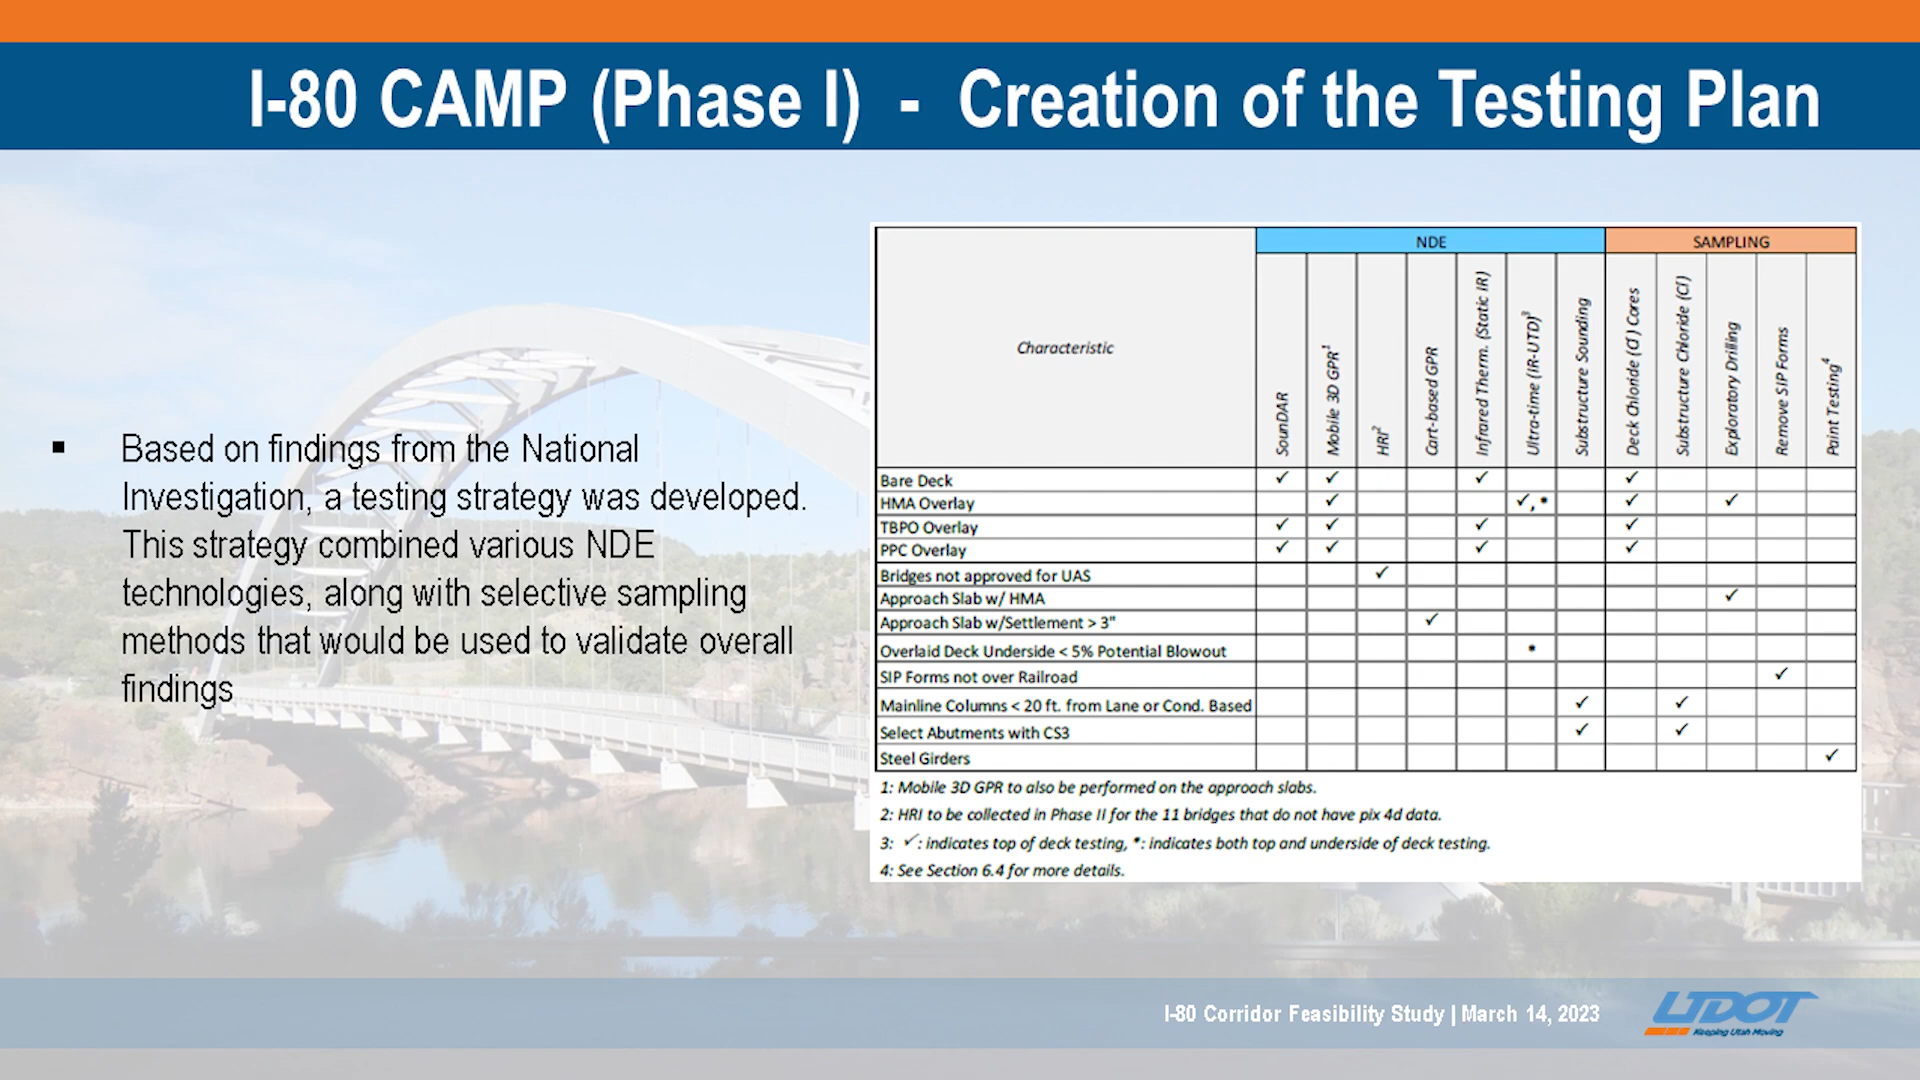 I-80 CAMP (Phase I) - Creation of the Testing Plan
▪ Based on findings from the National
Investigation, a testing strategy was developed.
This strategy combined various NDE
technologies, along with selective sampling
methods that would be used to validate overall
findings
NDE SAMPLING
Characteristic
SounDAR
Mobile 3D GPR1
HRI2
Cart-based GPR
Infrared Therm. (Static IR)
Ultra-time (IR-UTD)3
Substructure Sounding
Deck Chloride (Cl) Cores
Substructure Chloride (Cl)
Exploratory Drilling
Remove SIP Forms
Paint Testing4
Bare Deck ✓ ✓ ✓ ✓
HMA Overlay ✓ ✓,* ✓ ✓
TBPO Overlay ✓ ✓ ✓ ✓
PPC Overlay ✓ ✓ ✓ ✓
Bridges not approved for UAS ✓
Approach Slab w/ HMA ✓
Approach Slab w/Settlement > 3" ✓
Overlaid Deck Underside < 5% Potential Blowout *
SIP Forms not over Railroad ✓
Mainline Columns < 20 ft. from Lane or Cond. Based ✓ ✓
Select Abutments with CS3 ✓ ✓
Steel Girders ✓
1: Mobile 3D GPR to also be performed on the approach slabs.
2: HRI to be collected in Phase II for the 11 bridges that do not have pix 4d data.
3: ✓: indicates top of deck testing, *: indicates both top and underside of deck testing.
4: See Section 6.4 for more details.
I-80 Corridor Feasibility Study | March 14, 2023
UDOT
Keeping Utah Moving